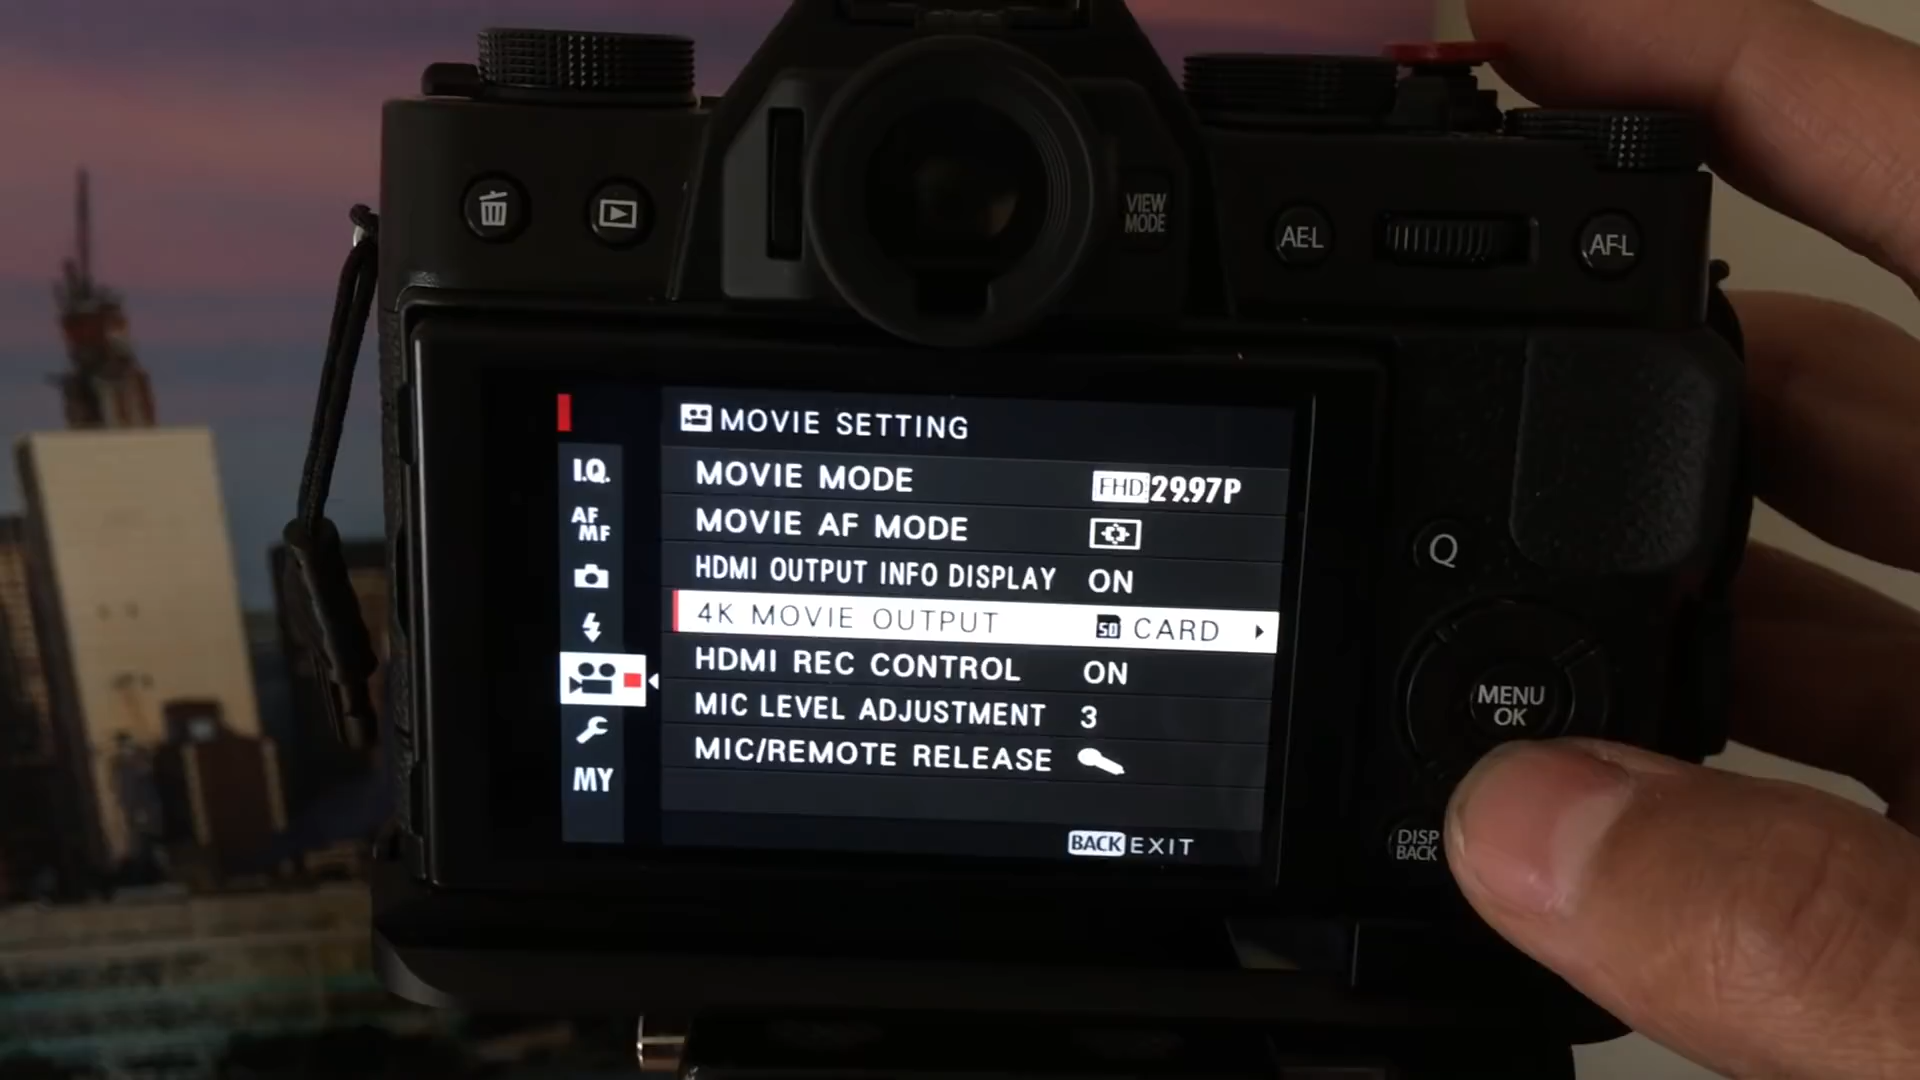 VIEW
MODE
AE-L
AF-L
MOVIE SETTING
I.Q.
AF
MF
MY
MOVIE MODE FHD 29.97P
MOVIE AF MODE
HDMI OUTPUT INFO DISPLAY ON
4K MOVIE OUTPUT SD CARD
HDMI REC CONTROL ON
MIC LEVEL ADJUSTMENT 3
MIC/REMOTE RELEASE
BACK EXIT
Q
MENU
OK
DISP
BACK